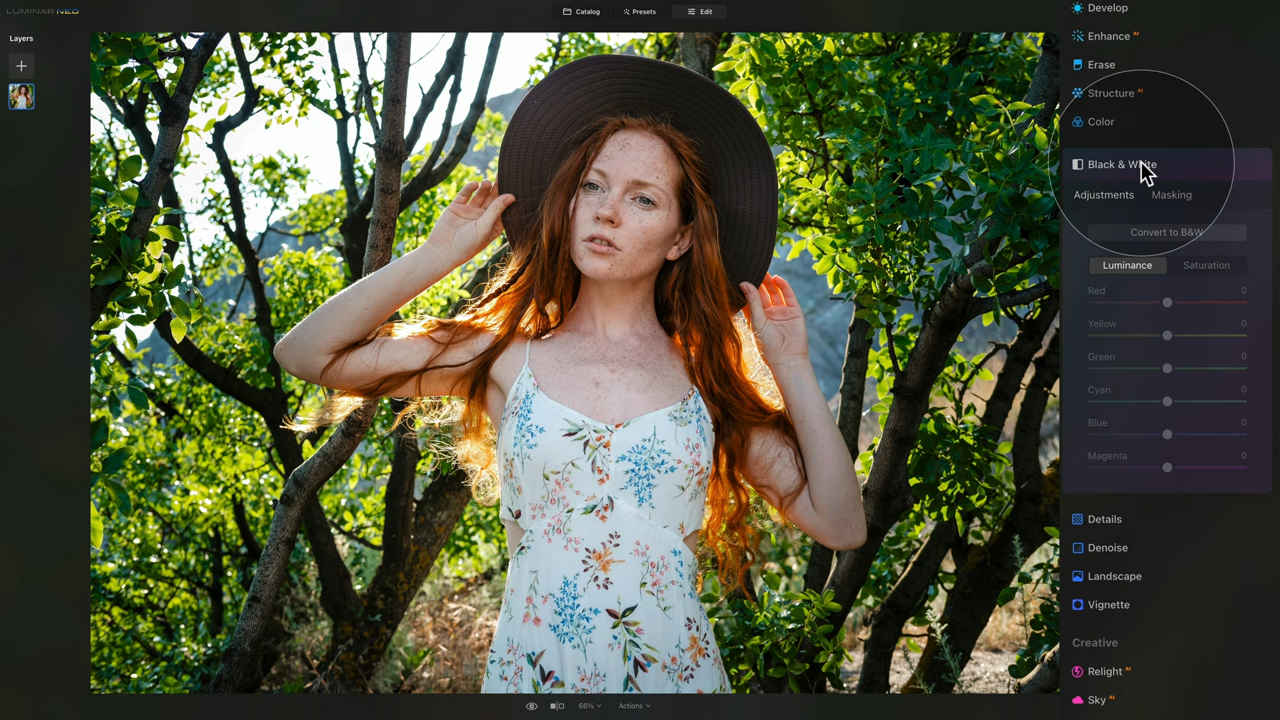 LUMINAR NEO
Catalog
Presets
Edit
Layers
Develop
Enhance AI
Erase
Structure AI
Color
Black & White
Adjustments Masking
Convert to B&W
Luminance Saturation
Red 0
Yellow 0
Green 0
Cyan 0
Blue 0
Magenta 0
Details
Denoise
Landscape
Vignette
Creative
Relight AI
Sky AI
66%
Actions